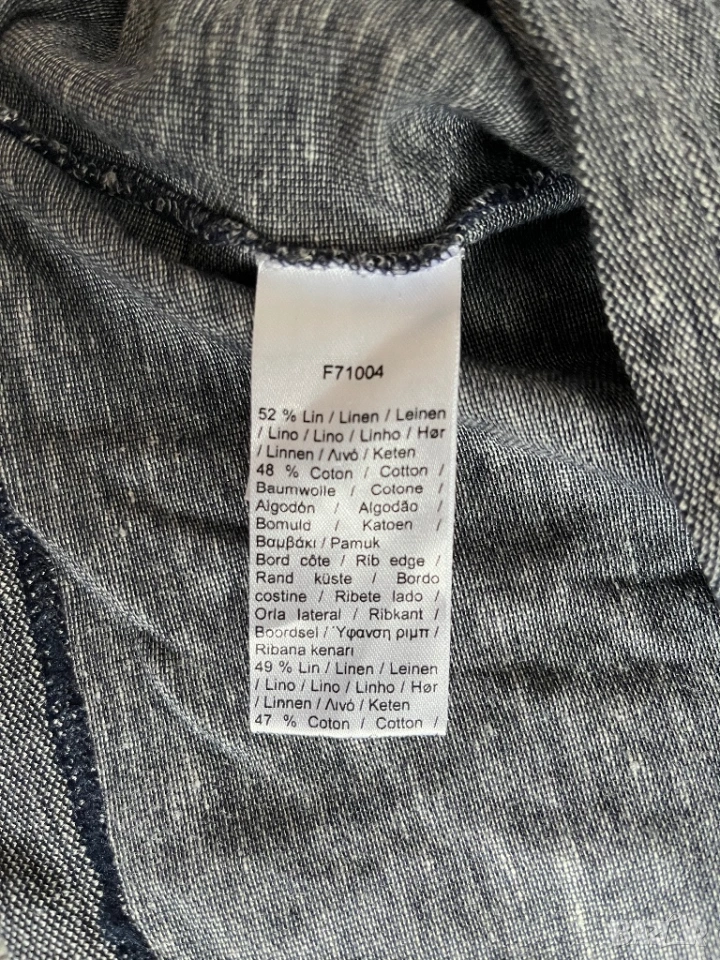 F71004
52 % Lin / Linen / Leinen
/ Lino / Lino / Linho / Hør
/ Linnen / Λινό / Keten
48 % Coton / Cotton /
Baumwolle / Cotone /
Algodón / Algodão /
Bomuld / Katoen /
Βαμβάκι / Pamuk
Bord côte / Rib edge /
Rand küste / Bordo
costine / Ribete lado /
Orla lateral / Ribkant /
Boordsel / Ύφανση ριμπ /
Ribana kenari
49 % Lin / Linen / Leinen
/ Lino / Lino / Linho / Hør
/ Linnen / Λινό / Keten
47 % Coton / Cotton /